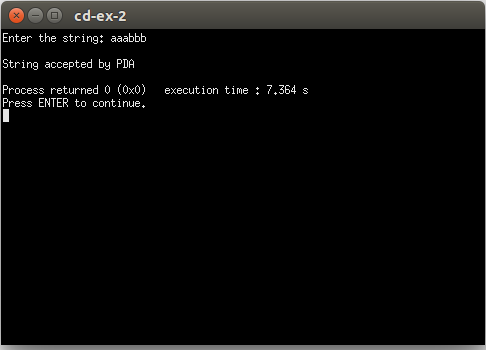 cd-ex-2
Enter the string: aaabbb
String accepted by PDA
Process returned 0 (0x0)   execution time : 7.364 s
Press ENTER to continue.